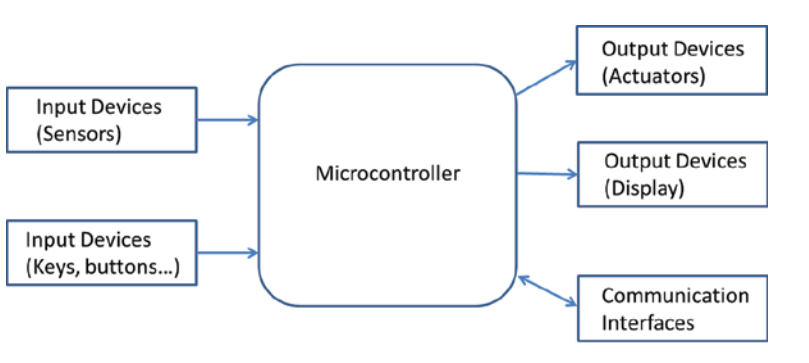 Input Devices
(Sensors)
Input Devices
(Keys, buttons...)
Microcontroller
Output Devices
(Actuators)
Output Devices
(Display)
Communication
Interfaces